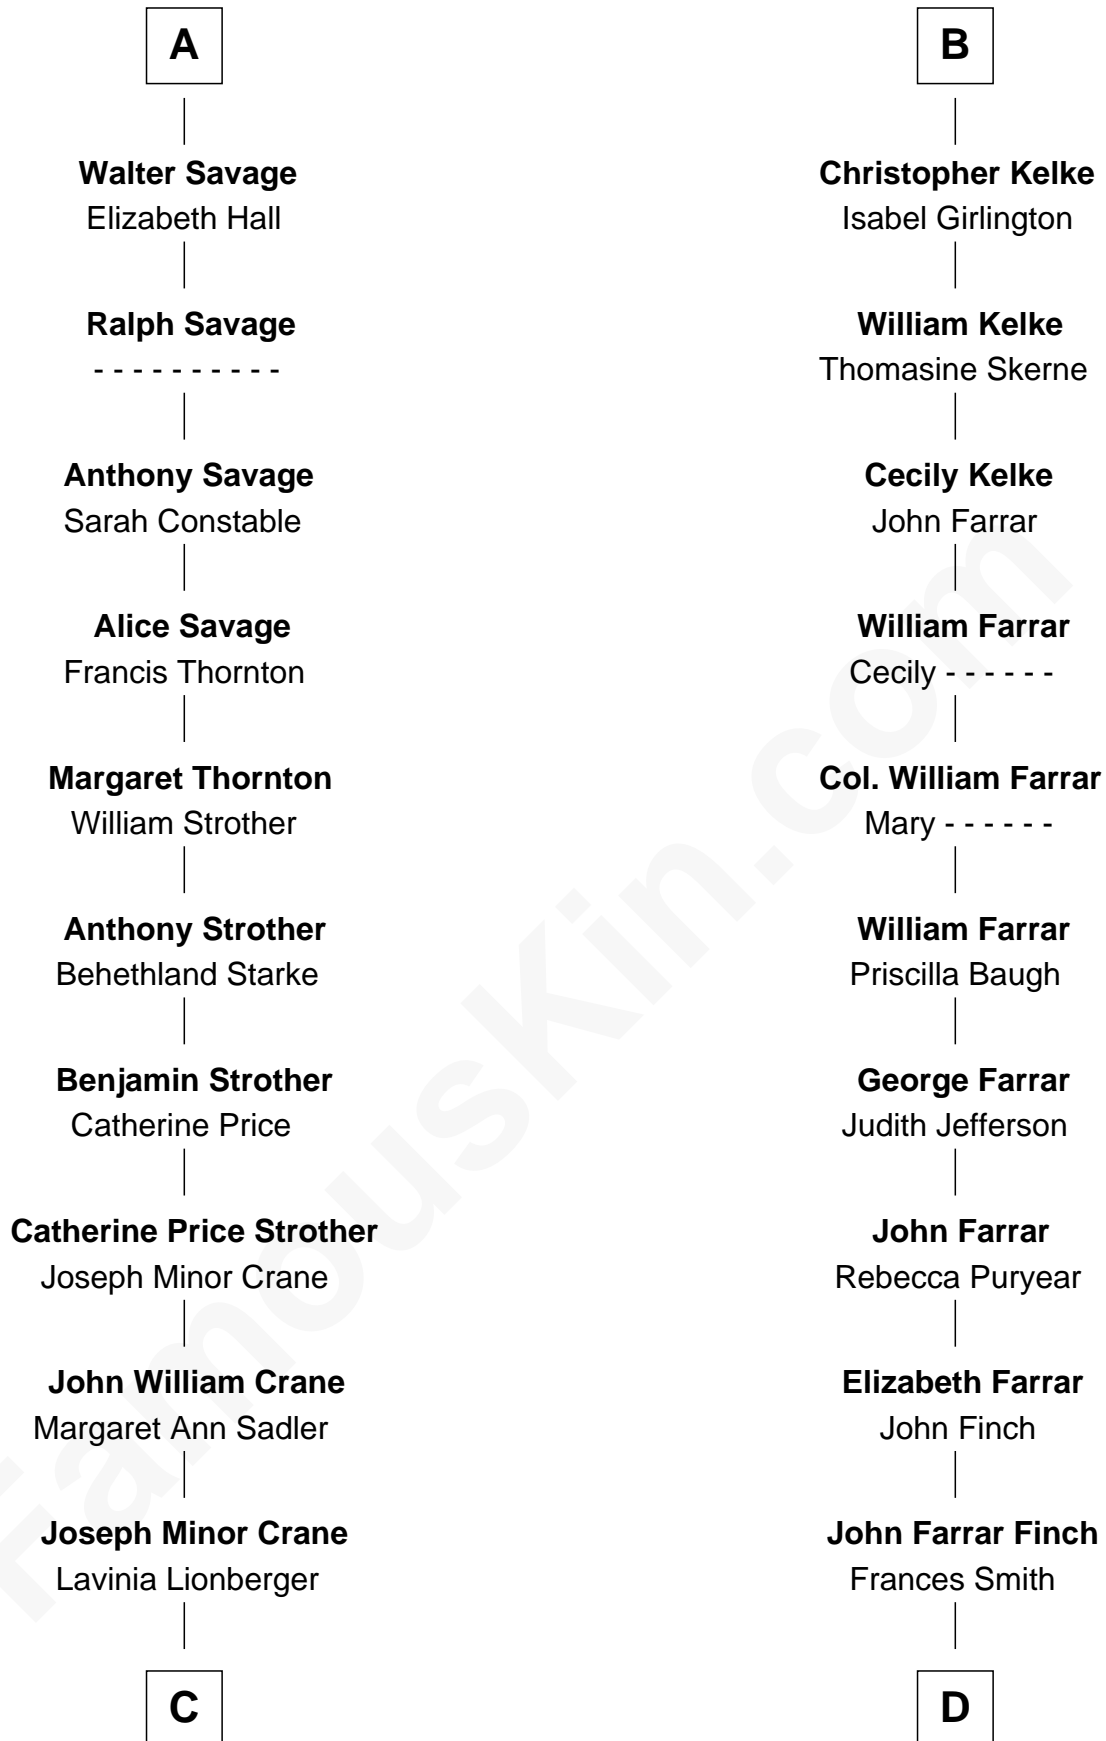 A
Walter Savage
Elizabeth Hall
Ralph Savage
- - - - - - - - - -
Anthony Savage
Sarah Constable
Alice Savage
Francis Thornton
Margaret Thornton
William Strother
Anthony Strother
Behethland Starke
Benjamin Strother
Catherine Price
Catherine Price Strother
Joseph Minor Crane
John William Crane
Margaret Ann Sadler
Joseph Minor Crane
Lavinia Lionberger
C
B
Christopher Kelke
Isabel Girlington
William Kelke
Thomasine Skerne
Cecily Kelke
John Farrar
William Farrar
Cecily - - - - - -
Col. William Farrar
Mary - - - - - -
William Farrar
Priscilla Baugh
George Farrar
Judith Jefferson
John Farrar
Rebecca Puryear
Elizabeth Farrar
John Finch
John Farrar Finch
Frances Smith
D
FamousKin.com